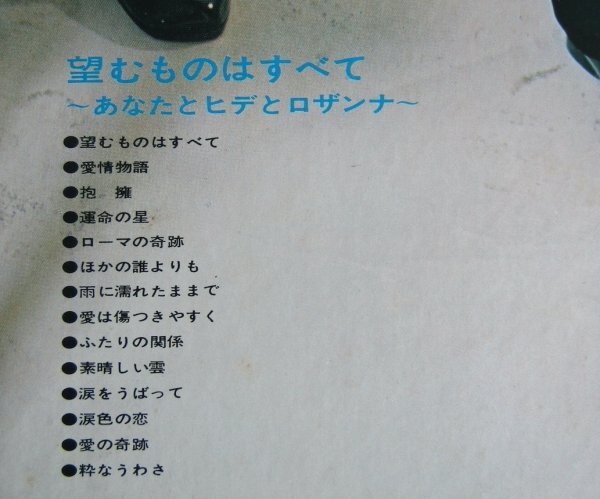 望むものはすべて
～あなたとヒデとロザンナ～
●望むものはすべて
●愛情物語
●抱　擁
●運命の星
●ローマの奇跡
●ほかの誰よりも
●雨に濡れたままで
●愛は傷つきやすく
●ふたりの関係
●素晴しい雲
●涙をうばって
●涙色の恋
●愛の奇跡
●粋なうわさ